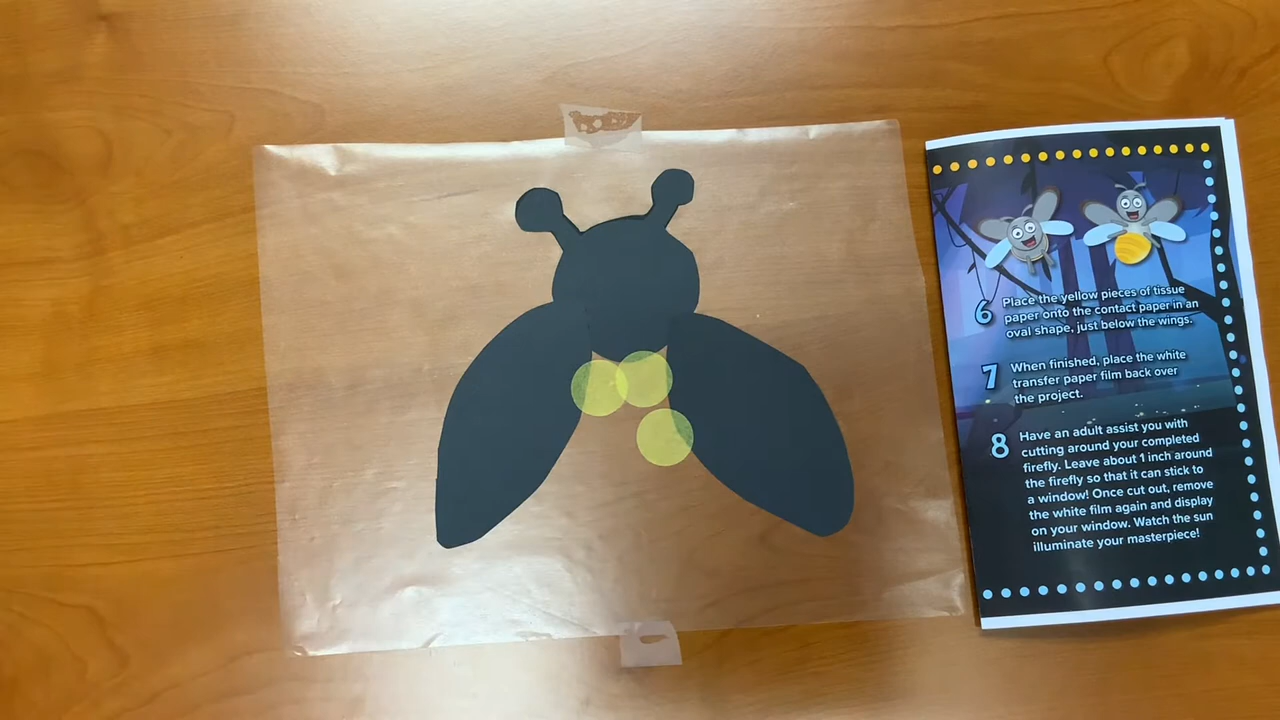 6 Place the yellow pieces of tissue
paper onto the contact paper in an
oval shape, just below the wings.
7 When finished, place the white
transfer paper film back over
the project.
8 Have an adult assist you with
cutting around your completed
firefly. Leave about 1 inch around
the firefly so that it can stick to
a window! Once cut out, remove
the white film again and display
on your window. Watch the sun
illuminate your masterpiece!